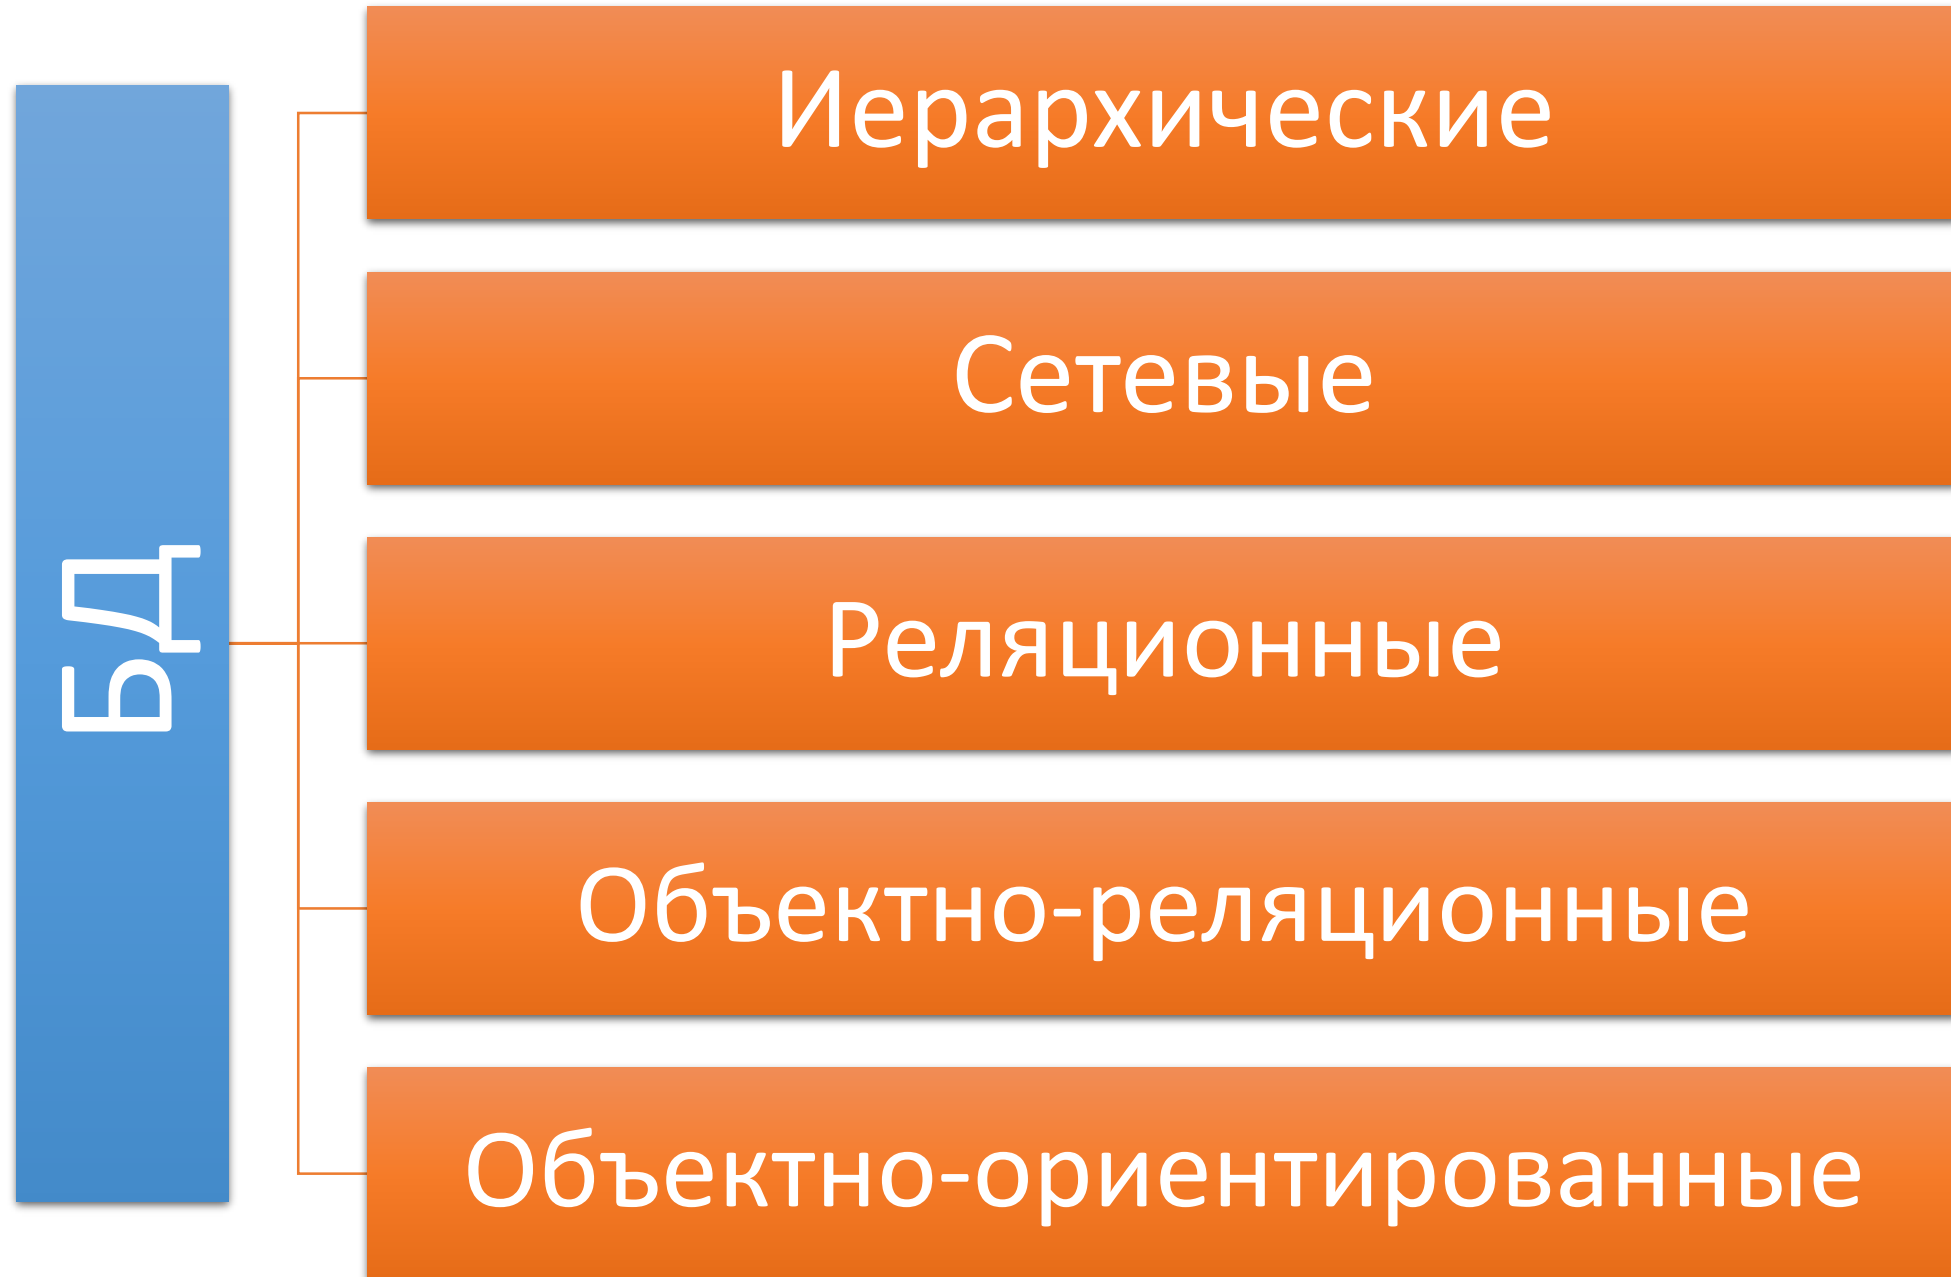 БД
Иерархические
Сетевые
Реляционные
Объектно-реляционные
Объектно-ориентированные